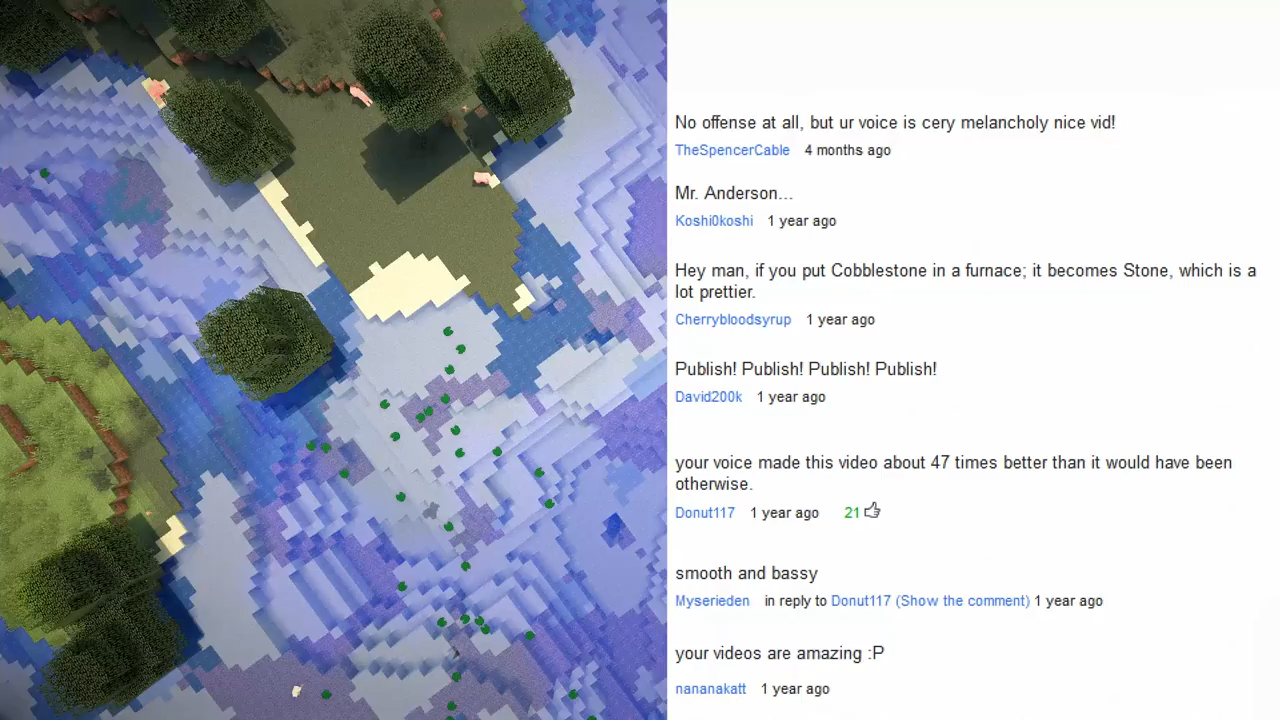 No offense at all, but ur voice is cery melancholy nice vid!
TheSpencerCable 4 months ago
Mr. Anderson...
Koshi0koshi 1 year ago
Hey man, if you put Cobblestone in a furnace; it becomes Stone, which is a
lot prettier.
Cherrybloodsyrup 1 year ago
Publish! Publish! Publish! Publish!
David200k 1 year ago
your voice made this video about 47 times better than it would have been
otherwise.
Donut117 1 year ago 21
smooth and bassy
Myserieden in reply to Donut117 (Show the comment) 1 year ago
your videos are amazing :P
nananakatt 1 year ago